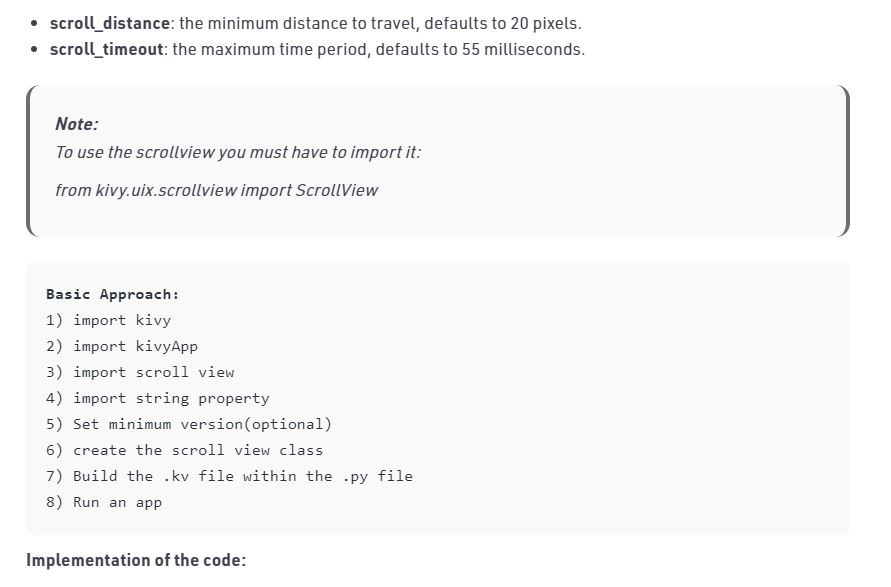 • scroll_distance: the minimum distance to travel, defaults to 20 pixels.
• scroll_timeout: the maximum time period, defaults to 55 milliseconds.
Note:
To use the scrollview you must have to import it:
from kivy.uix.scrollview import ScrollView
Basic Approach:
1) import kivy
2) import kivyApp
3) import scroll view
4) import string property
5) Set minimum version(optional)
6) create the scroll view class
7) Build the .kv file within the .py file
8) Run an app
Implementation of the code: